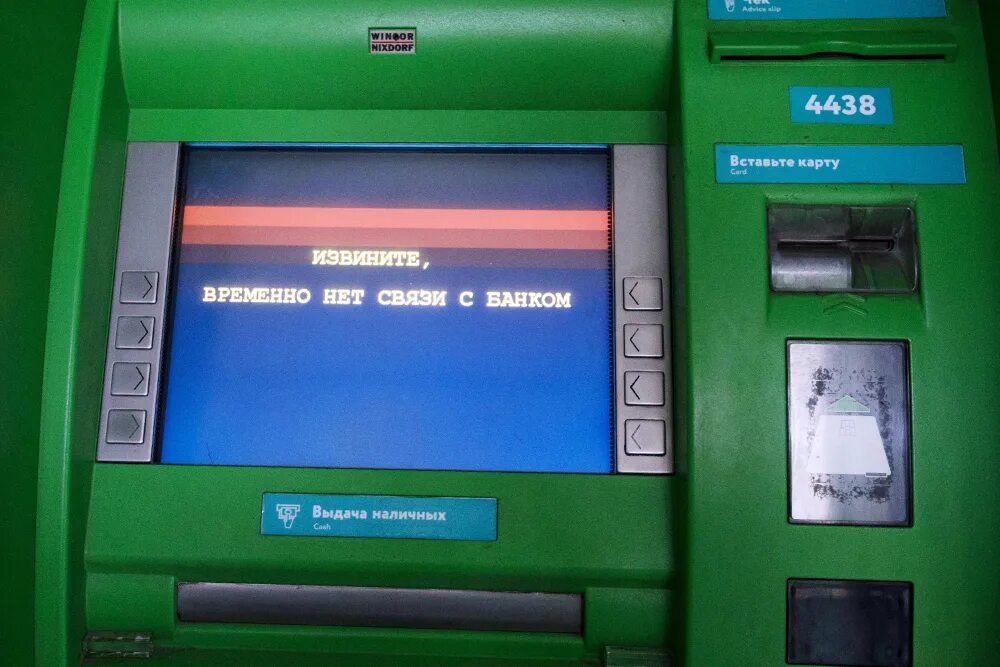 WINCOR
NIXDORF
Чек
Advice slip
4438
Вставьте карту
Card
ИЗВИНИТЕ,
ВРЕМЕННО НЕТ СВЯЗИ С БАНКОМ
Выдача наличных
Cash